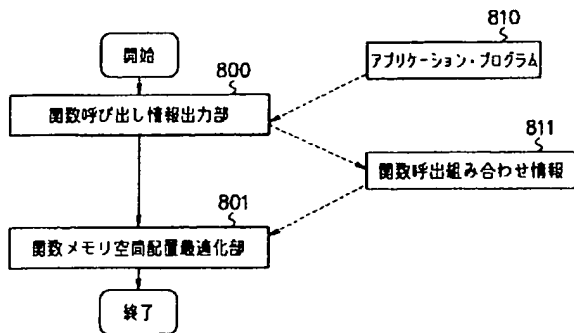 810
開始
アプリケーション・プログラム
800
関数呼び出し情報出力部
811
関数呼出組み合わせ情報
801
関数メモリ空間配置最適化部
終了